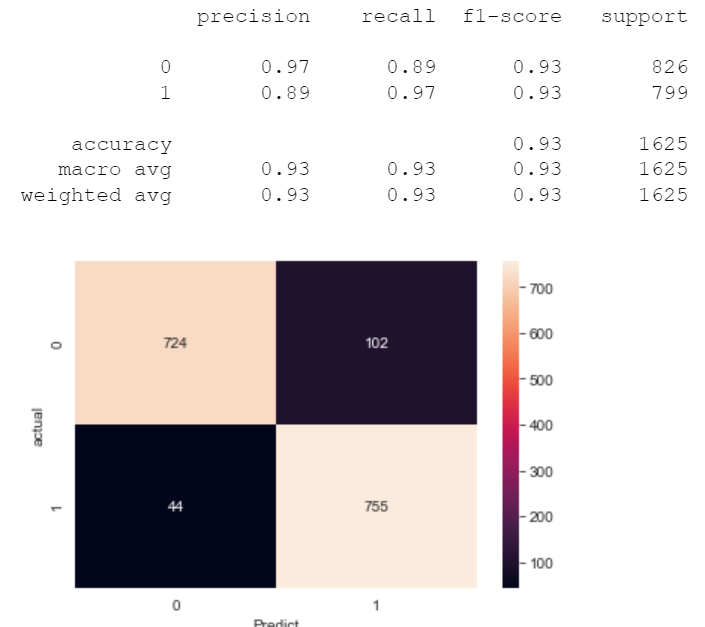 precision recall f1-score support
0 0.97 0.89 0.93 826
1 0.89 0.97 0.93 799
accuracy 0.93 1625
macro avg 0.93 0.93 0.93 1625
weighted avg 0.93 0.93 0.93 1625
700
0 724 102
600
500
actual
400
300
1 44 755
200
100
0 1
Predict